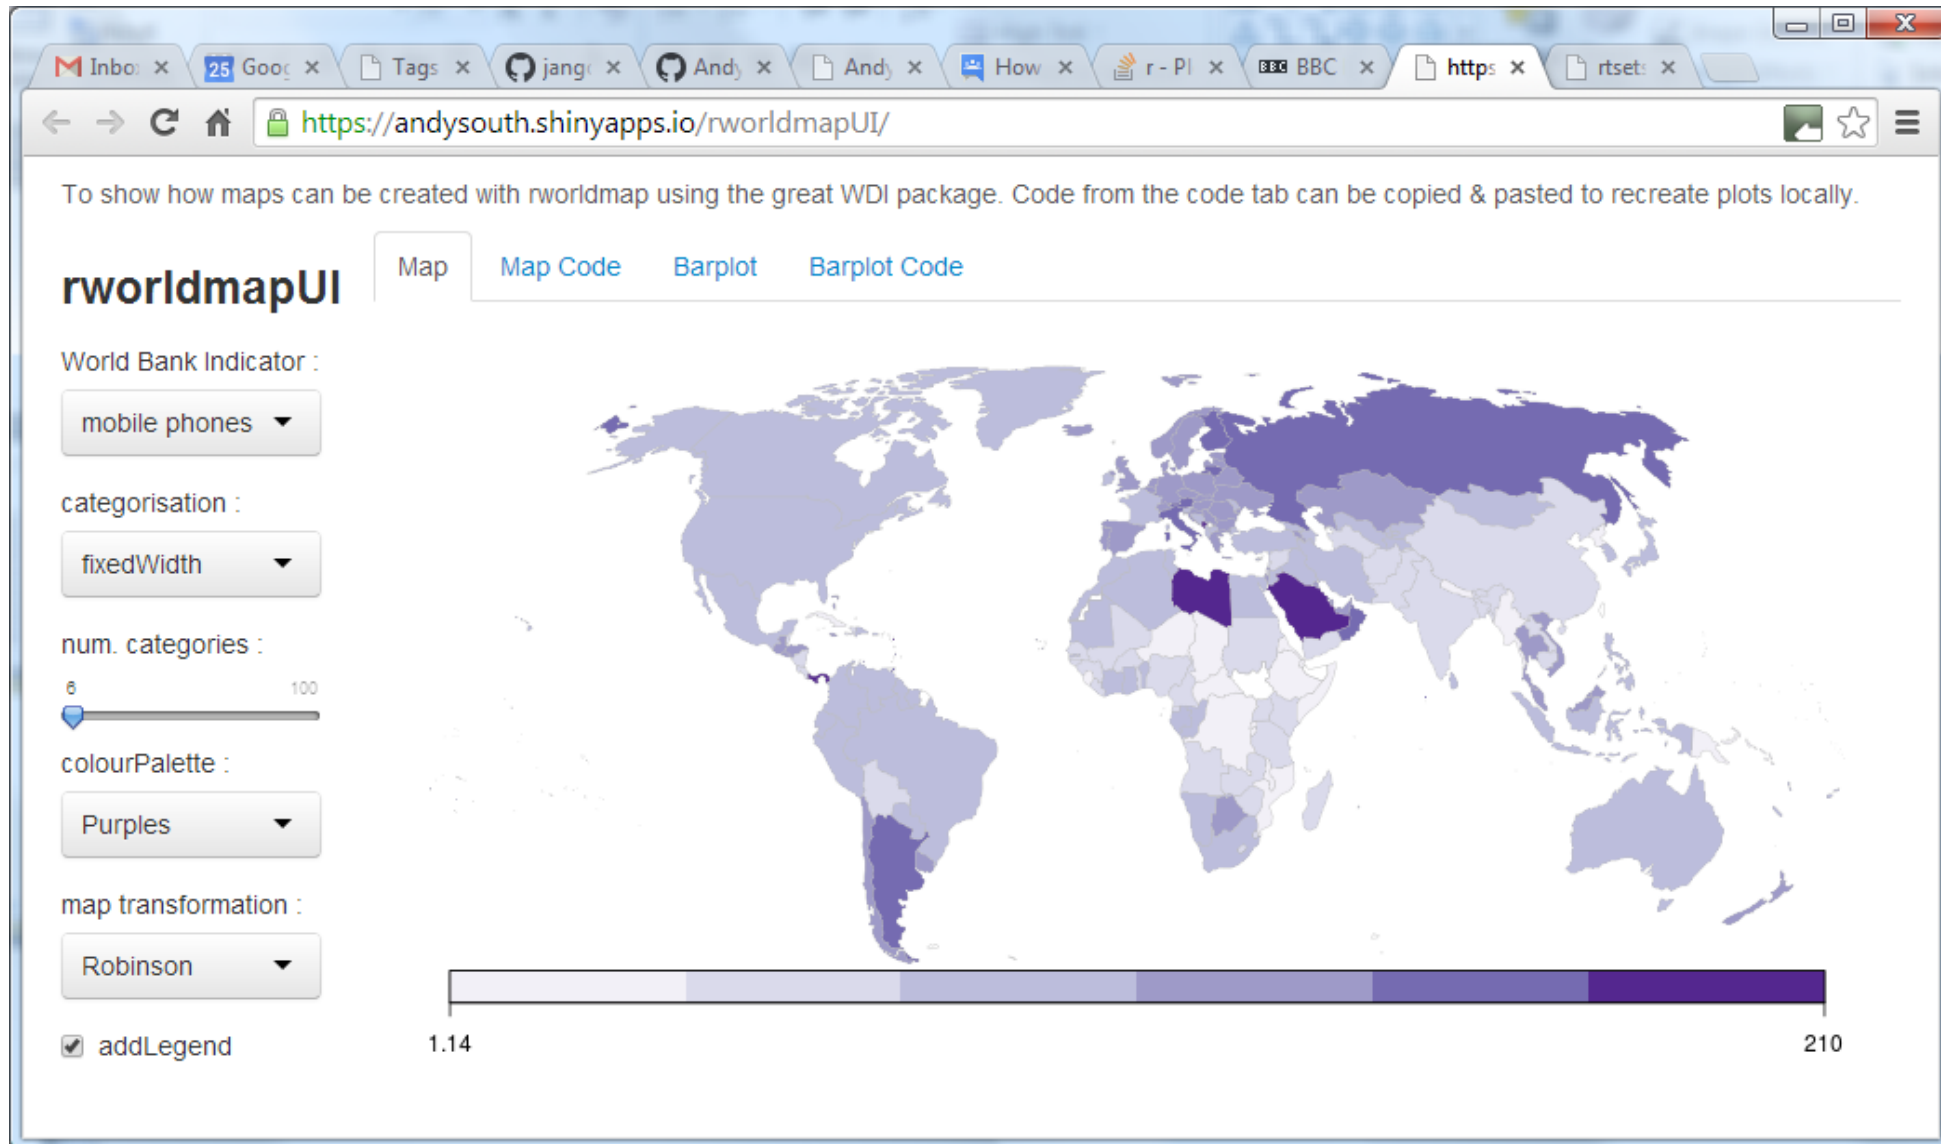 Inbo: 25 Goog Tags jang Andy Andy How r - Pl BBC BBC https rtset:
https://andysouth.shinyapps.io/rworldmapUI/
To show how maps can be created with rworldmap using the great WDI package. Code from the code tab can be copied & pasted to recreate plots locally.
rworldmapUI
Map Map Code Barplot Barplot Code
World Bank Indicator :
mobile phones
categorisation :
fixedWidth
num. categories :
6 100
colourPalette :
Purples
map transformation :
Robinson
addLegend
1.14 210